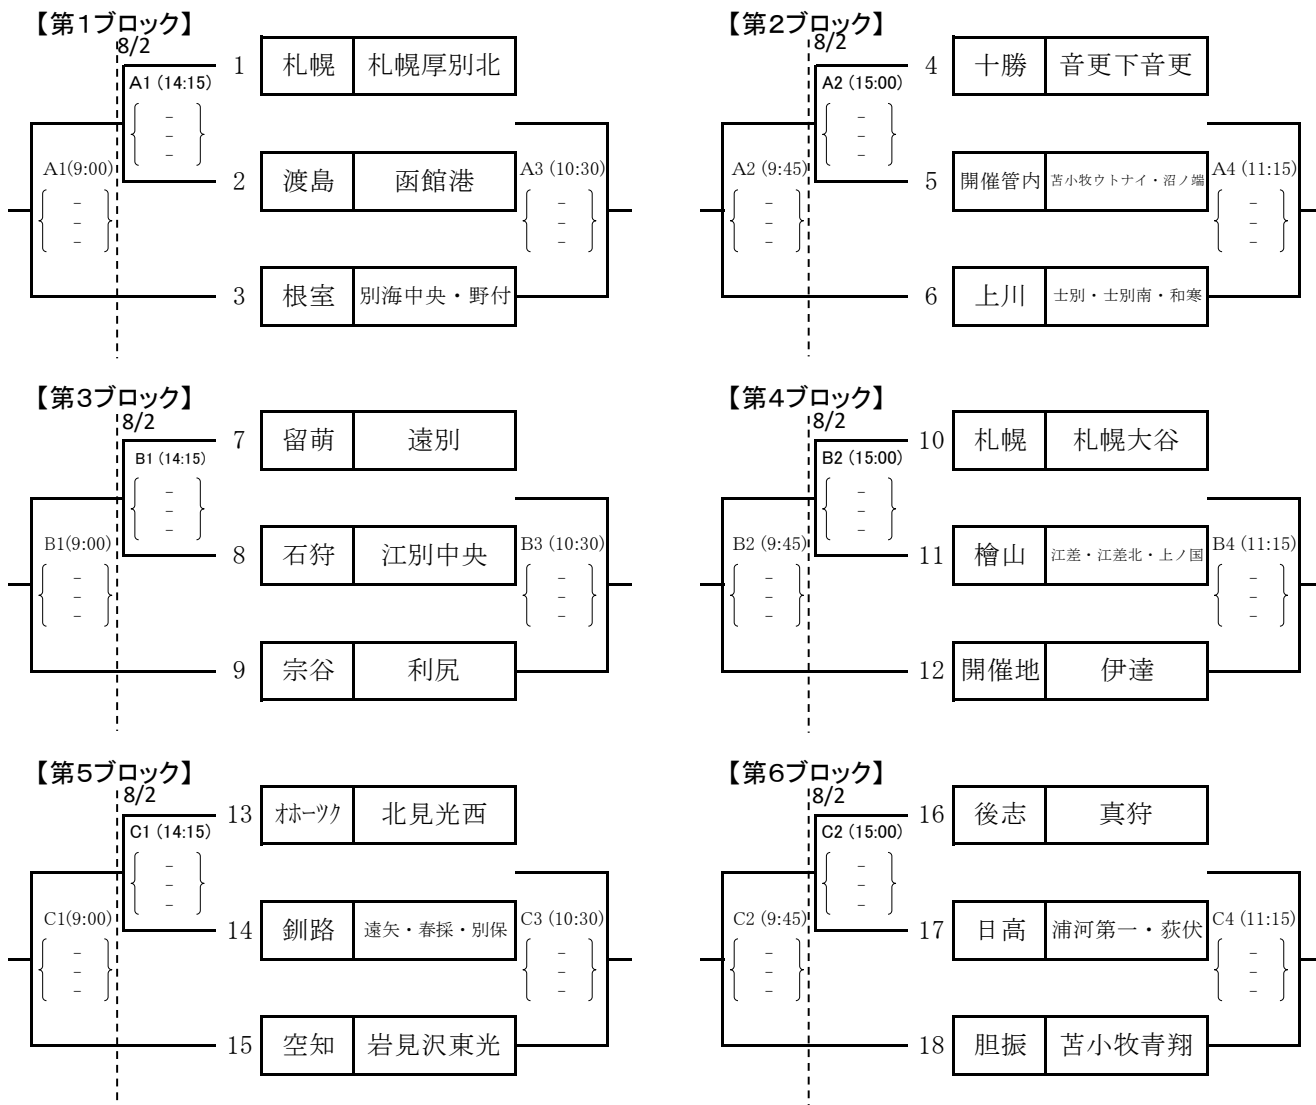 【第1ブロック】
8/2
1 札幌 札幌厚別北
A1 (14:15)
-
-
-
A1(9:00)
-
-
-
2 渡島 函館港
A3 (10:30)
-
-
-
3 根室 別海中央・野付
【第2ブロック】
8/2
4 十勝 音更下音更
A2 (15:00)
-
-
-
A2 (9:45)
-
-
-
5 開催管内 苫小牧ウトナイ・沼ノ端
A4 (11:15)
-
-
-
6 上川 士別・士別南・和寒
【第3ブロック】
8/2
7 留萌 遠別
B1 (14:15)
-
-
-
B1(9:00)
-
-
-
8 石狩 江別中央
B3 (10:30)
-
-
-
9 宗谷 利尻
【第4ブロック】
8/2
10 札幌 札幌大谷
B2 (15:00)
-
-
-
B2 (9:45)
-
-
-
11 檜山 江差・江差北・上ノ国
B4 (11:15)
-
-
-
12 開催地 伊達
【第5ブロック】
8/2
13 オホーツク 北見光西
C1 (14:15)
-
-
-
C1(9:00)
-
-
-
14 釧路 遠矢・春採・別保
C3 (10:30)
-
-
-
15 空知 岩見沢東光
【第6ブロック】
8/2
16 後志 真狩
C2 (15:00)
-
-
-
C2 (9:45)
-
-
-
17 日高 浦河第一・荻伏
C4 (11:15)
-
-
-
18 胆振 苫小牧青翔